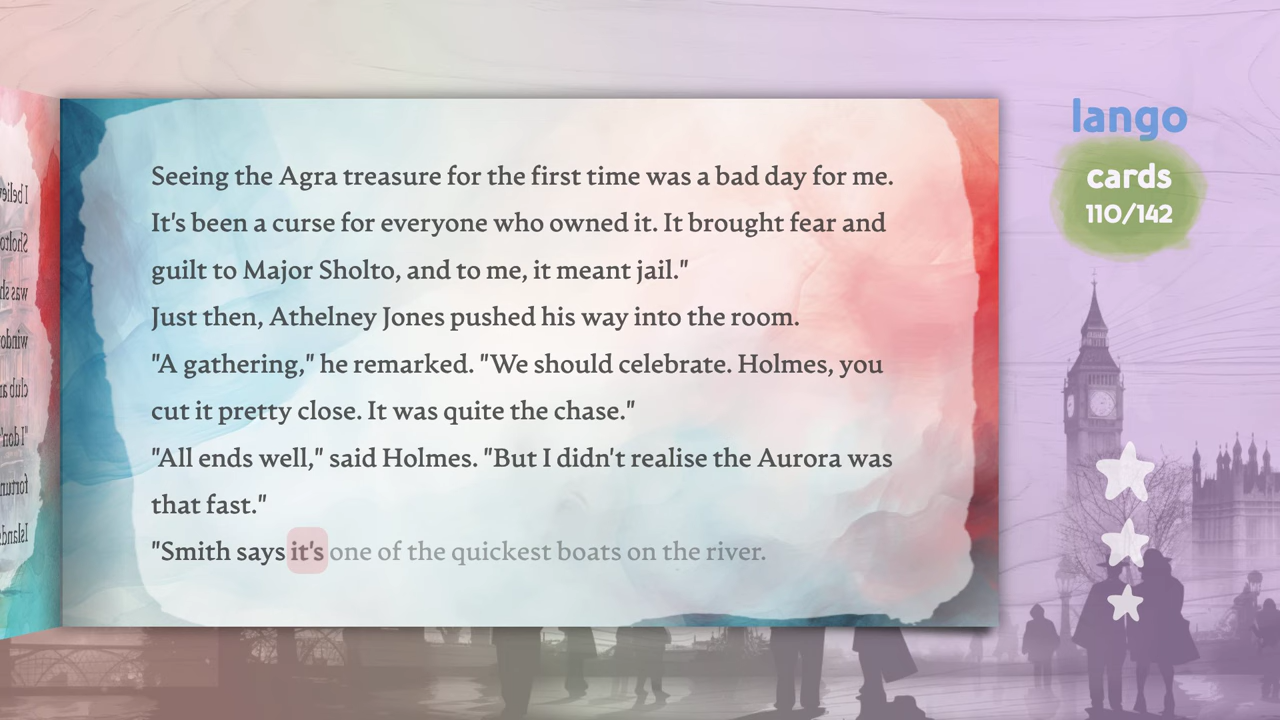 Seeing the Agra treasure for the first time was a bad day for me.
It's been a curse for everyone who owned it. It brought fear and
guilt to Major Sholto, and to me, it meant jail."
Just then, Athelney Jones pushed his way into the room.
"A gathering," he remarked. "We should celebrate. Holmes, you
cut it pretty close. It was quite the chase."
"All ends well," said Holmes. "But I didn't realise the Aurora was
that fast."
"Smith says it's one of the quickest boats on the river.
lango
cards
110/142